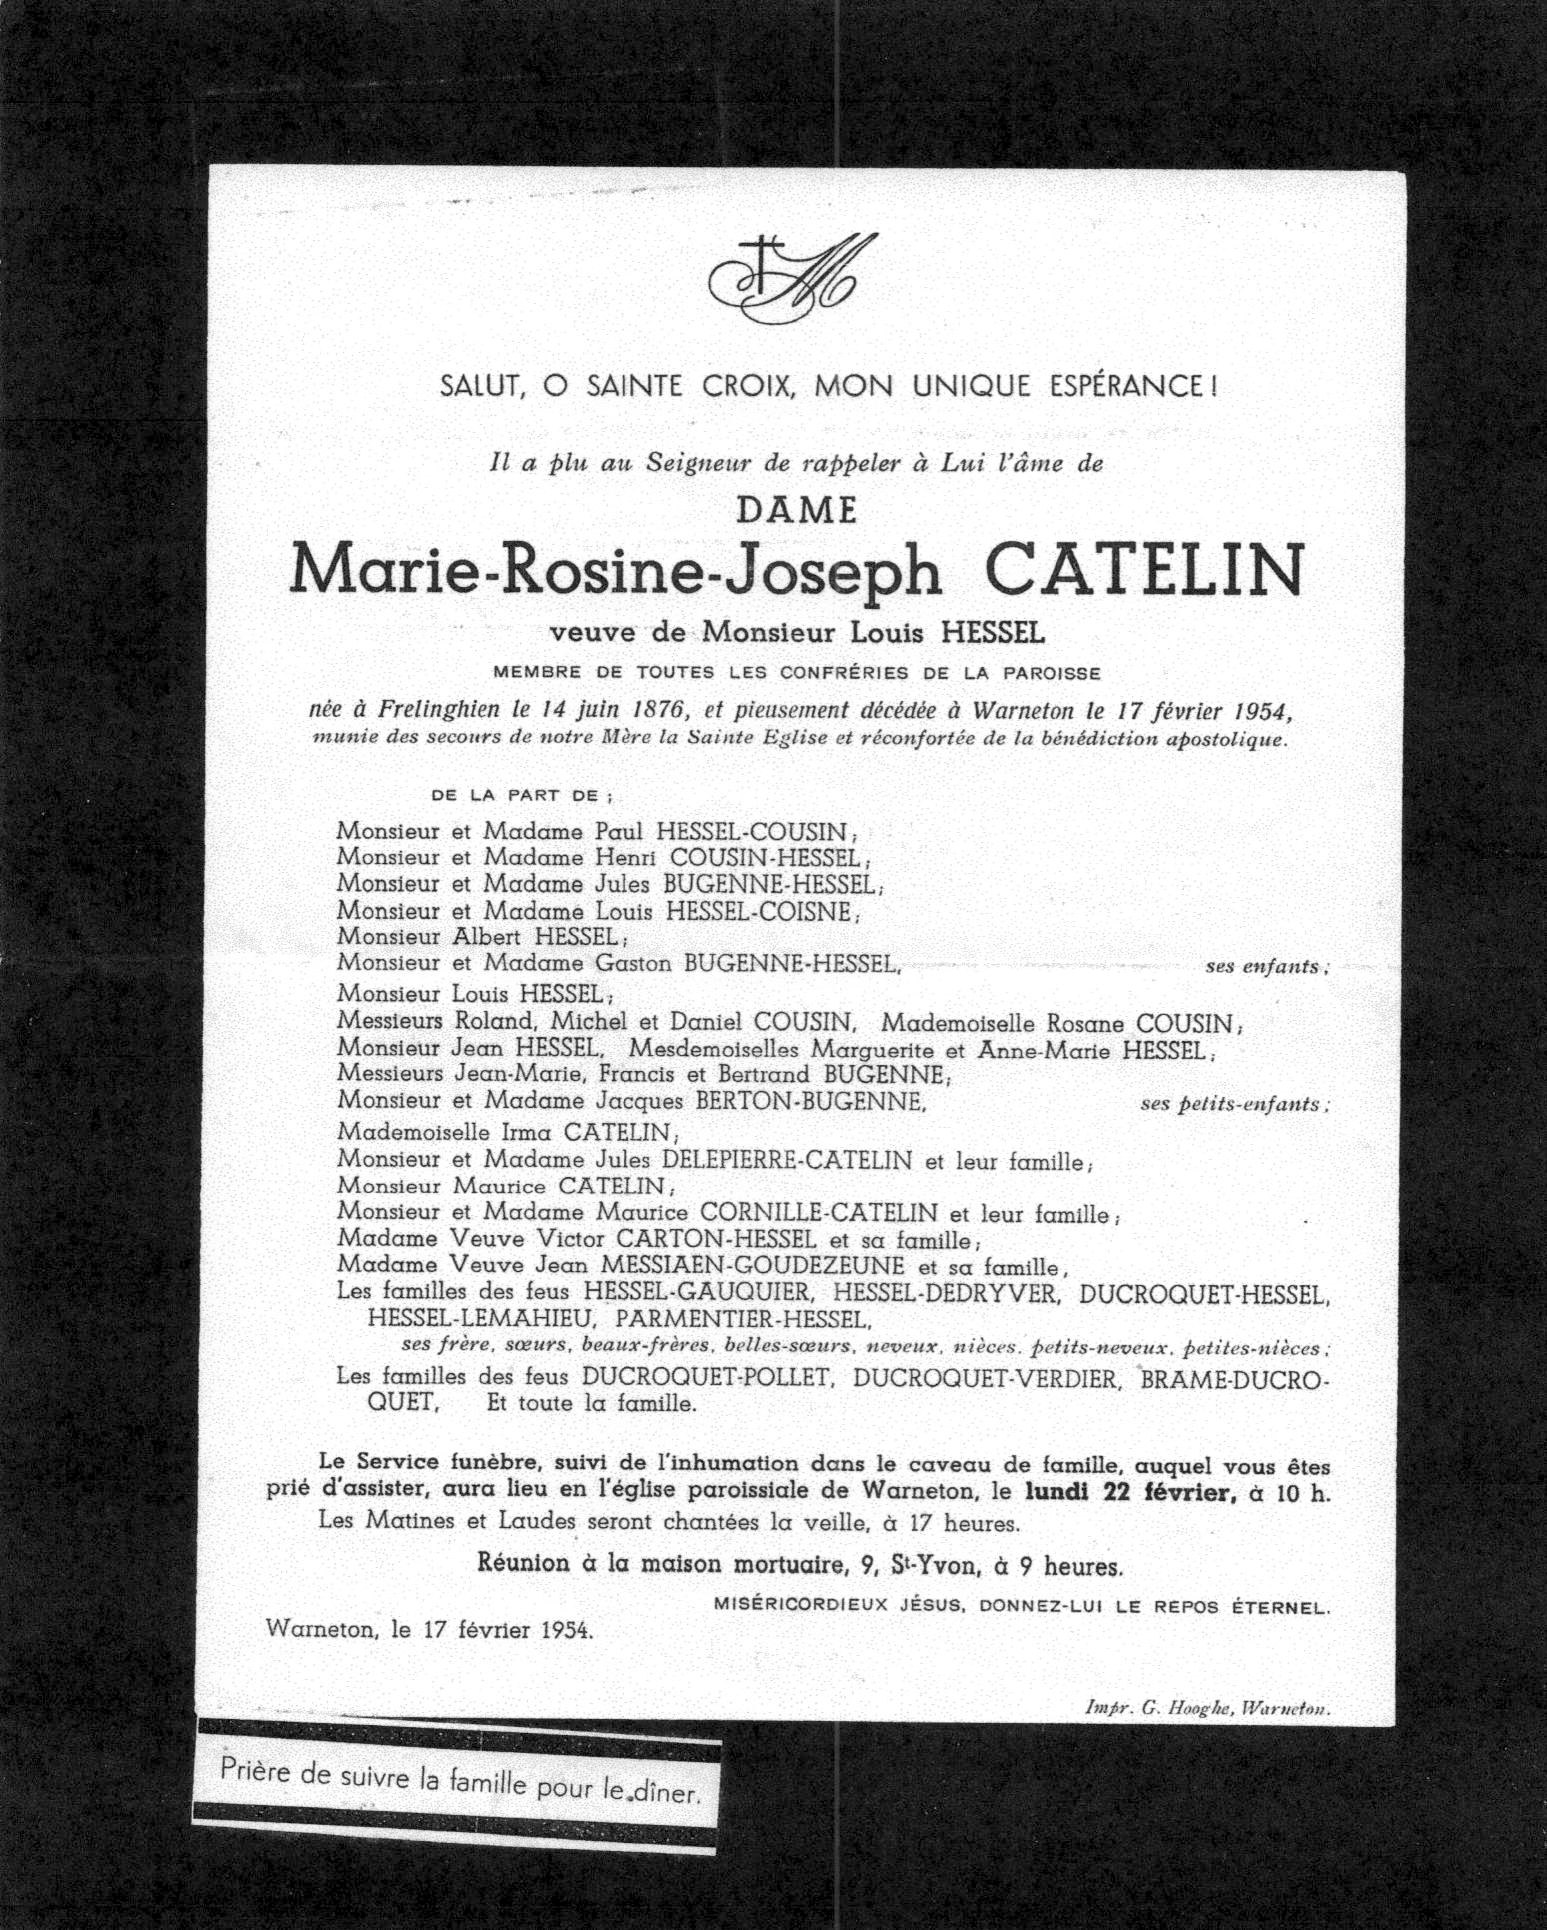 M
SALUT, O SAINTE CROIX, MON UNIQUE ESPÉRANCE !
Il a plu au Seigneur de rappeler à Lui l'âme de
DAME
Marie-Rosine-Joseph CATELIN
veuve de Monsieur Louis HESSEL
MEMBRE DE TOUTES LES CONFRÉRIES DE LA PAROISSE
née à Frelinghien le 14 juin 1876, et pieusement décédée à Warneton le 17 février 1954,
munie des secours de notre Mère la Sainte Eglise et réconfortée de la bénédiction apostolique.
DE LA PART DE ;
Monsieur et Madame Paul HESSEL-COUSIN;
Monsieur et Madame Henri COUSIN-HESSEL;
Monsieur et Madame Jules BUGENNE-HESSEL;
Monsieur et Madame Louis HESSEL-COISNE;
Monsieur Albert HESSEL;
Monsieur et Madame Gaston BUGENNE-HESSEL, ses enfants;
Monsieur Louis HESSEL;
Messieurs Roland, Michel et Daniel COUSIN, Mademoiselle Rosane COUSIN;
Monsieur Jean HESSEL, Mesdemoiselles Marguerite et Anne-Marie HESSEL;
Messieurs Jean-Marie, Francis et Bertrand BUGENNE;
Monsieur et Madame Jacques BERTON-BUGENNE, ses petits-enfants;
Mademoiselle Irma CATELIN;
Monsieur et Madame Jules DELEPIERRE-CATELIN et leur famille;
Monsieur Maurice CATELIN;
Monsieur et Madame Maurice CORNILLE-CATELIN et leur famille;
Madame Veuve Victor CARTON-HESSEL et sa famille;
Madame Veuve Jean MESSIAEN-GOUDEZEUNE et sa famille,
Les familles des feus HESSEL-GAUQUIER, HESSEL-DEDRYVER, DUCROQUET-HESSEL,
HESSEL-LEMAHIEU, PARMENTIER-HESSEL,
ses frère, sœurs, beaux-frères, belles-sœurs, neveux, nièces, petits-neveux, petites-nièces;
Les familles des feus DUCROQUET-POLLET, DUCROQUET-VERDIER, BRAME-DUCRO-
QUET, Et toute la famille.
Le Service funèbre, suivi de l'inhumation dans le caveau de famille, auquel vous êtes
prié d'assister, aura lieu en l'église paroissiale de Warneton, le lundi 22 février, à 10 h.
Les Matines et Laudes seront chantées la veille, à 17 heures.
Réunion à la maison mortuaire, 9, St-Yvon, à 9 heures.
MISÉRICORDIEUX JÉSUS, DONNEZ-LUI LE REPOS ÉTERNEL.
Warneton, le 17 février 1954.
Impr. G. Hooghe, Warneton.
Prière de suivre la famille pour le dîner.